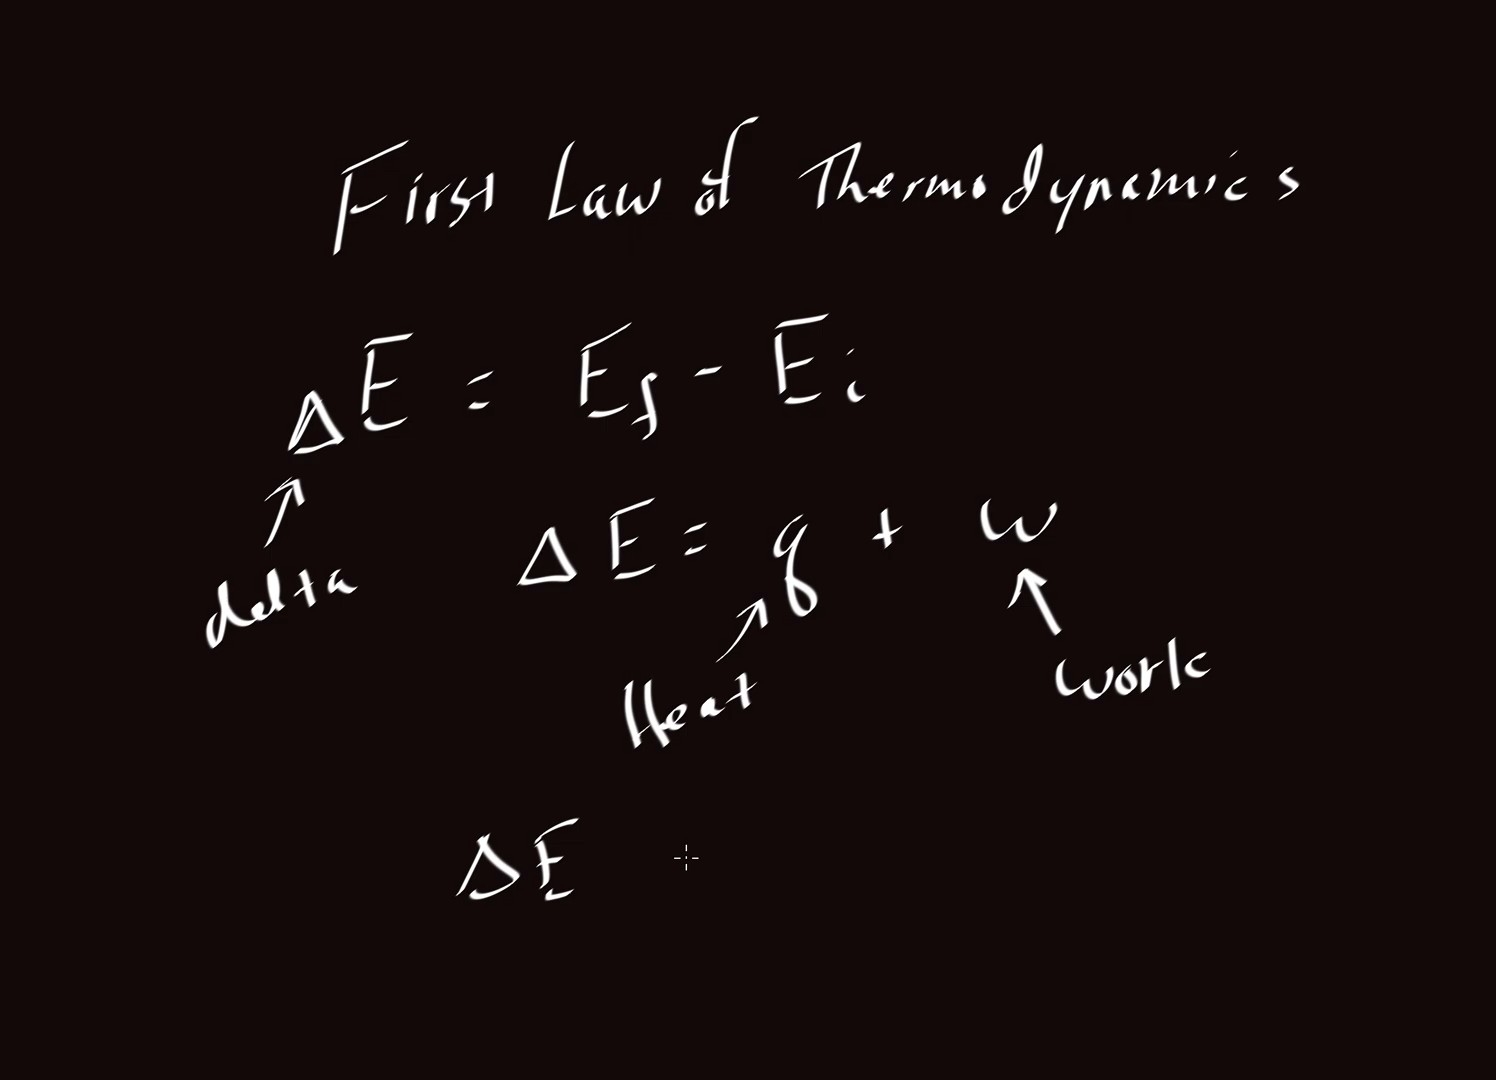 First Law of Thermodynamics
ΔE = Ef - Ei
delta
ΔE = q + w
Heat
work
ΔE